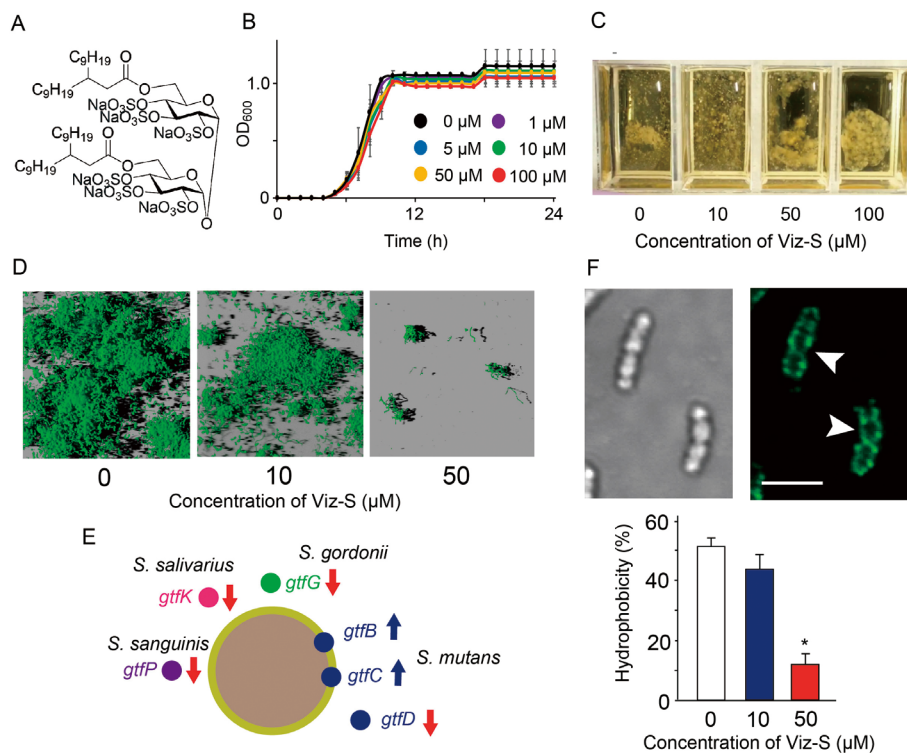 A
C₉H₁₉
O
C₉H₁₉
O
NaO₃SO
O
NaO₃SO
NaO₃SO
O
C₉H₁₉
O
C₉H₁₉
O
NaO₃SO
O
NaO₃SO
NaO₃SO
O
B
OD₆₀₀
1.0
0
0 μM
1 μM
5 μM
10 μM
50 μM
100 μM
0
12
24
Time (h)
C
0
10
50
100
Concentration of Viz-S (μM)
D
0
10
50
Concentration of Viz-S (μM)
E
S. salivarius
gtfK
S. gordonii
gtfG
S. sanguinis
gtfP
gtfB
gtfC
S. mutans
gtfD
F
Hydrophobicity (%)
60
40
20
0
*
0
10
50
Concentration of Viz-S (μM)